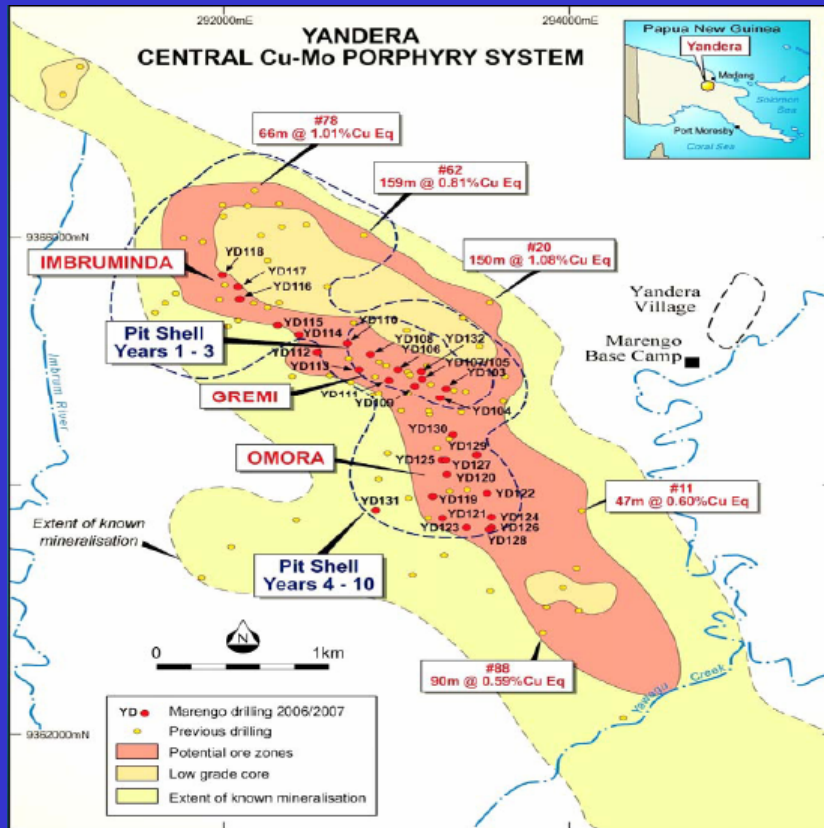 292000mE
294000mE
YANDERA
CENTRAL Cu-Mo PORPHYRY SYSTEM
Papua New Guinea
Yandera
Madang
Solomon
Sea
Port Moresby
Coral Sea
#78
66m @ 1.01%Cu Eq
#62
159m @ 0.81%Cu Eq
#20
150m @ 1.08%Cu Eq
9366000mN
IMBRUMINDA
YD118
YD117
YD116
YD110
YD115
YD114
YD108
YD132
YD106
YD112
YD107/105
YD113
YD103
Pit Shell
Years 1 - 3
GREMI
YD111
YD109
YD104
Yandera
Village
Marengo
Base Camp
Imbrum River
YD130
YD129
OMORA
YD125
YD127
YD120
YD131
YD119
YD122
YD121
YD124
YD123
YD126
YD128
#11
47m @ 0.60%Cu Eq
Extent of known
mineralisation
Pit Shell
Years 4 - 10
N
0
1km
#88
90m @ 0.59%Cu Eq
Yawagu Creek
9362000mN
YD Marengo drilling 2006/2007
Previous drilling
Potential ore zones
Low grade core
Extent of known mineralisation